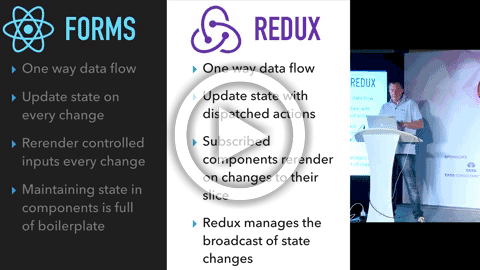 FORMS
One way data flow
Update state on
every change
Rerender controlled
inputs every change
Maintaining state in
components is full
of boilerplate
REDUX
One way data flow
Update state with
dispatched actions
Subscribed
components rerender
on changes to their
slice
Redux manages the
broadcast of state
changes
REDUX